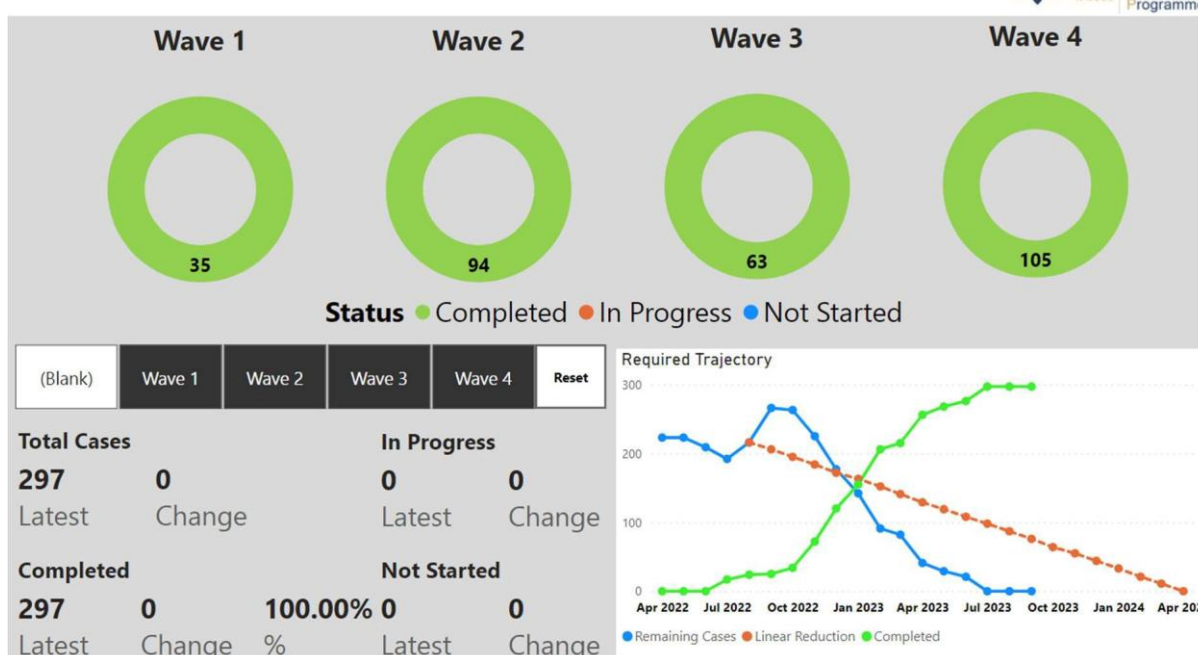 Programme
Wave 1
Wave 2
Wave 3
Wave 4
35
94
63
105
Status Completed In Progress Not Started
(Blank) Wave 1 Wave 2 Wave 3 Wave 4 Reset
Total Cases
297 0
Latest Change
In Progress
0 0
Latest Change
Completed
297 0 100.00%
Latest Change %
Not Started
0 0
Latest Change
Required Trajectory
300
200
100
0
Apr 2022 Jul 2022 Oct 2022 Jan 2023 Apr 2023 Jul 2023 Oct 2023 Jan 2024 Apr
Remaining Cases Linear Reduction Completed